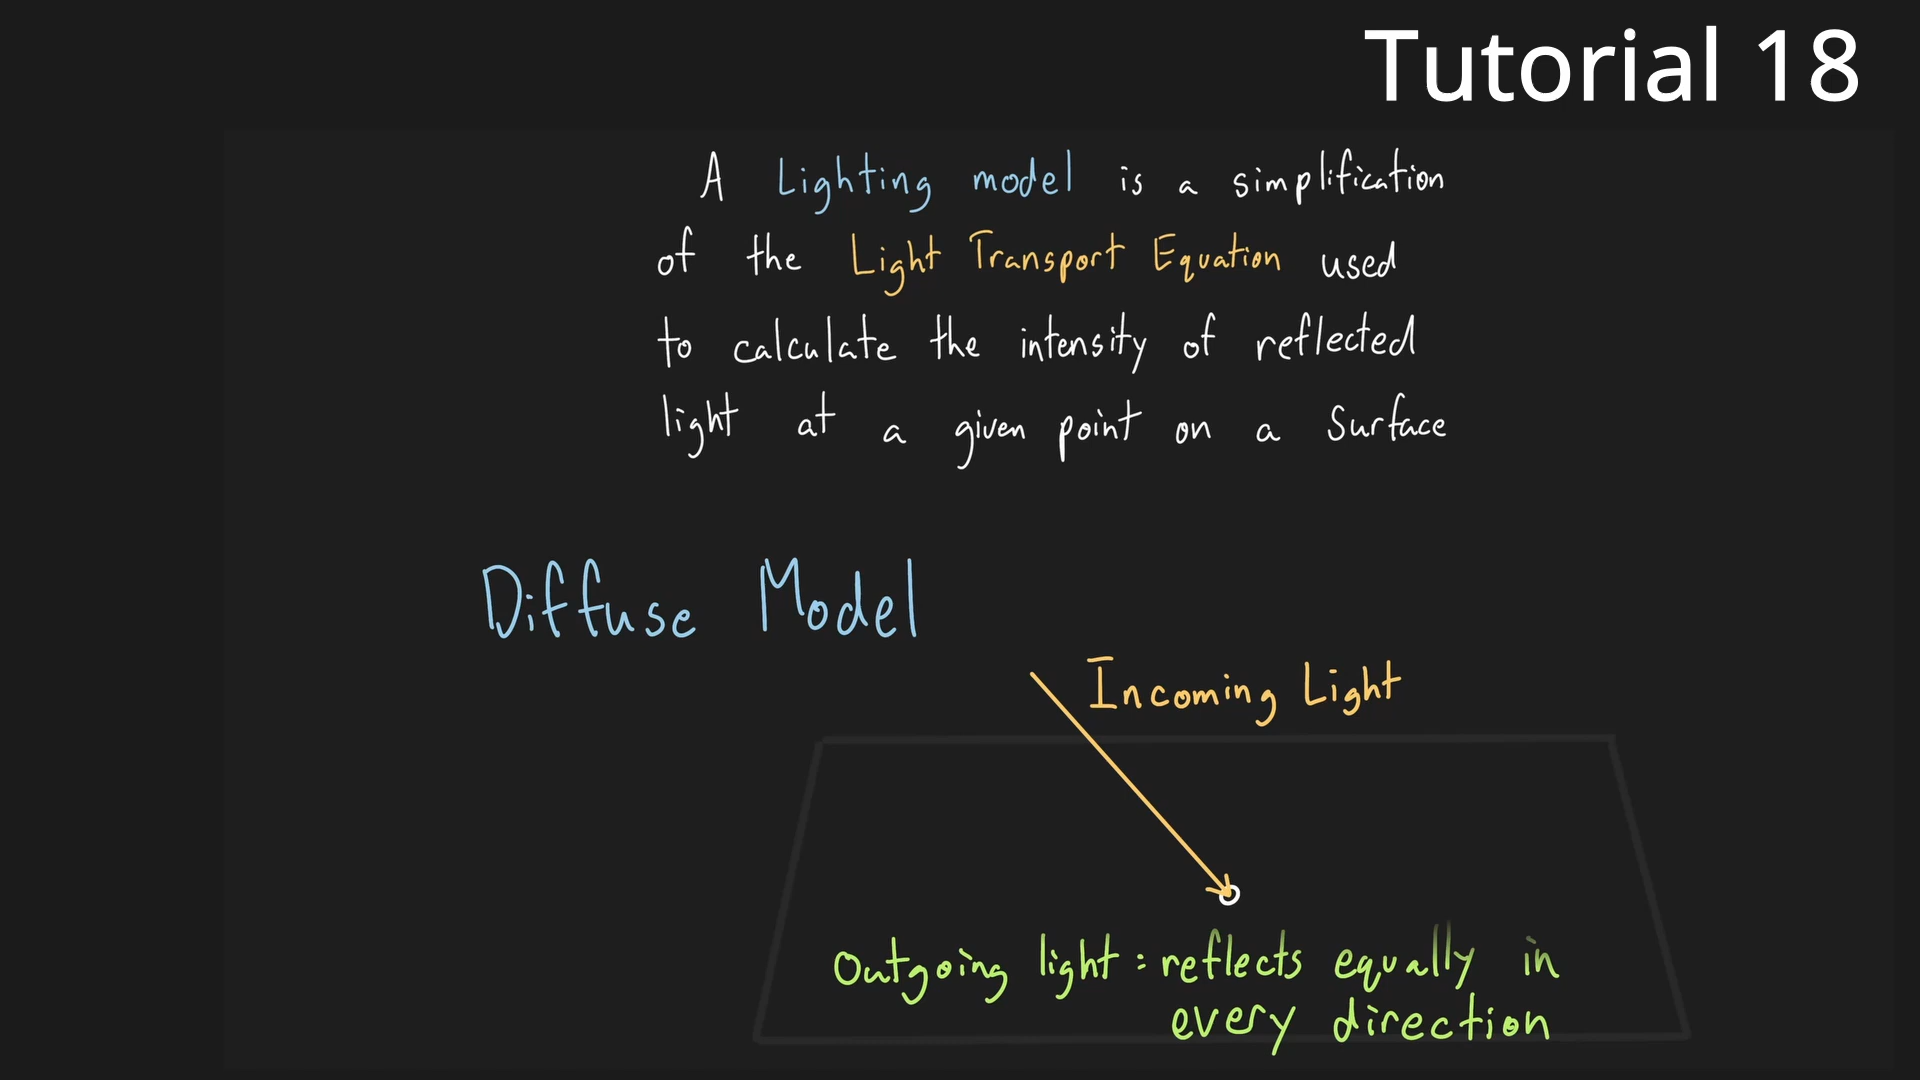 Tutorial 18
A Lighting model is a simplification
of the Light Transport Equation used
to calculate the intensity of reflected
light at a given point on a Surface
Diffuse Model
Incoming Light
Outgoing light : reflects equally in
every direction